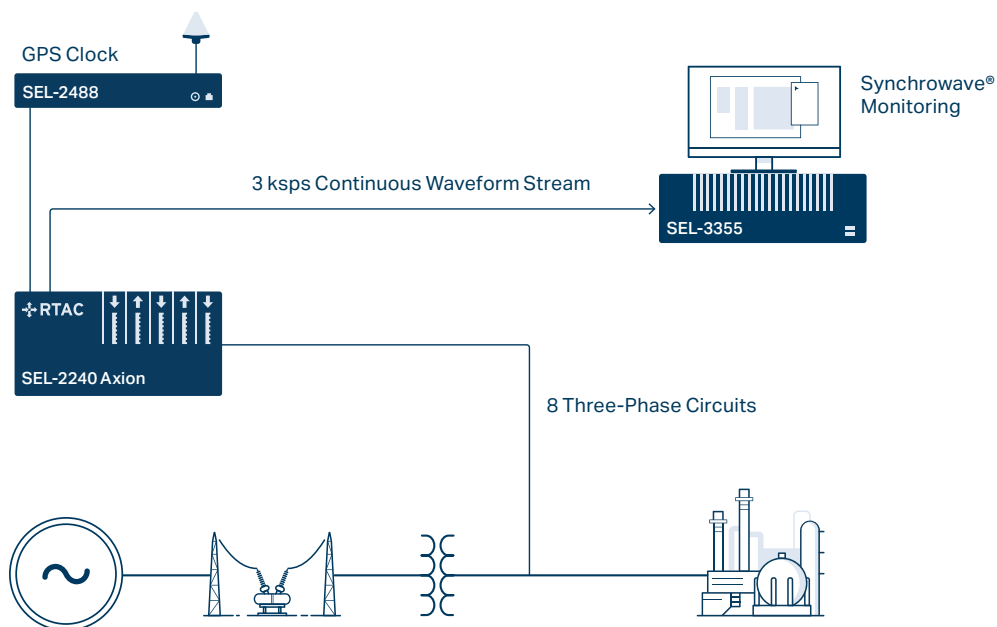 GPS Clock
SEL-2488
Synchrowave®
Monitoring
3 ksps Continuous Waveform Stream
SEL-3355
RTAC
SEL-2240 Axion
8 Three-Phase Circuits